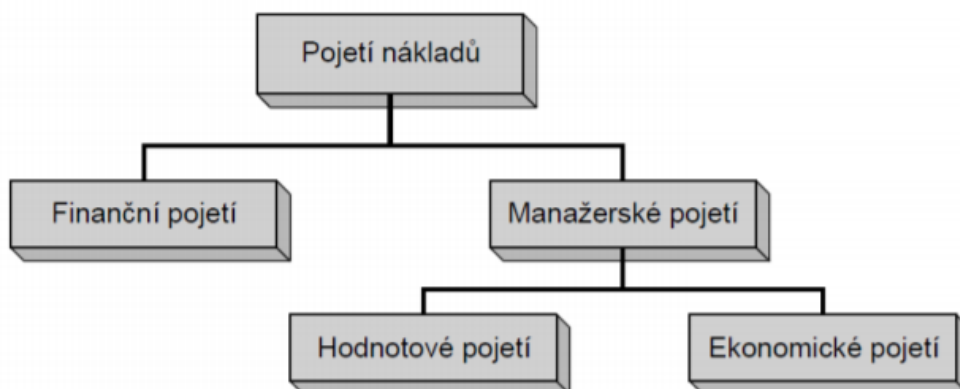 Pojetí nákladů
Finanční pojetí
Manažerské pojetí
Hodnotové pojetí
Ekonomické pojetí